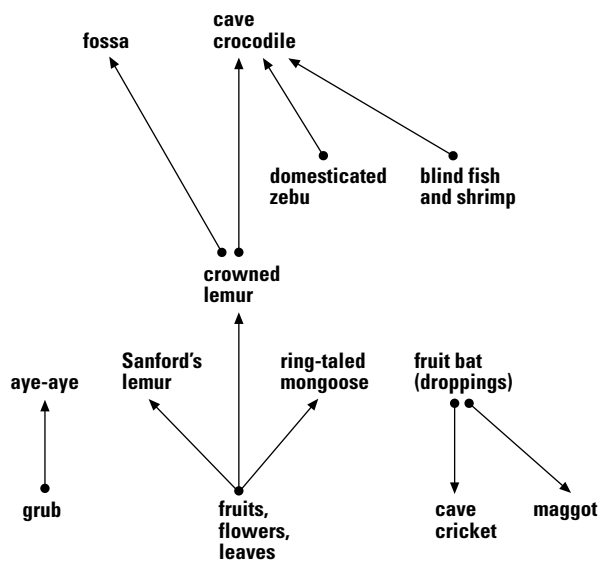 cave
crocodile
fossa
domesticated
zebu
blind fish
and shrimp
crowned
lemur
Sanford's
lemur
ring-taled
mongoose
fruit bat
(droppings)
aye-aye
grub
fruits,
flowers,
leaves
cave
cricket
maggot